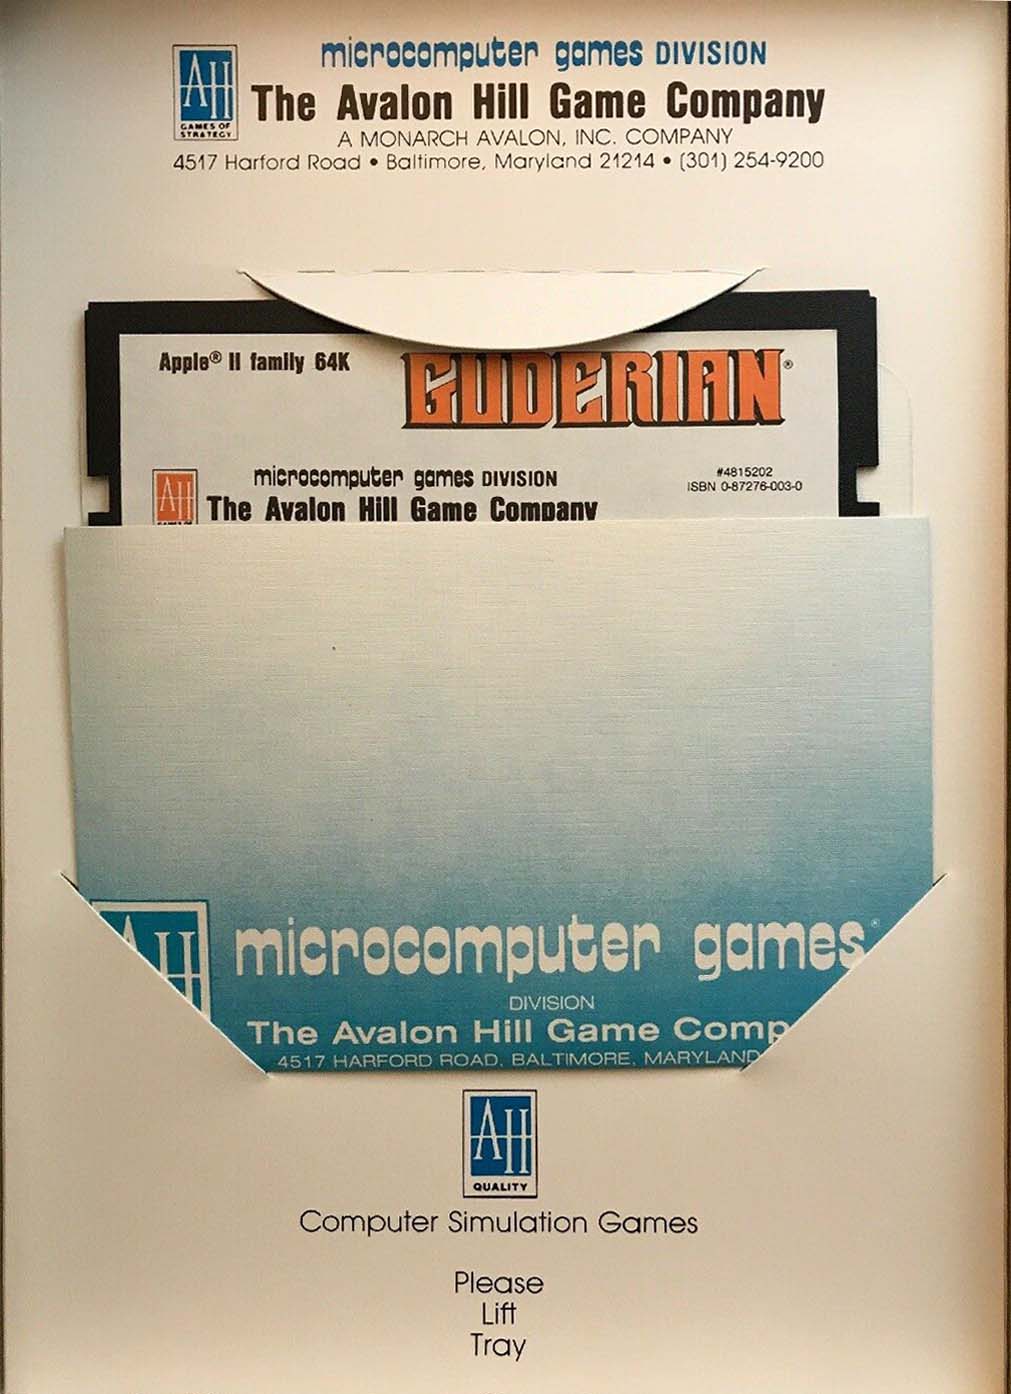 AH
GAMES OF
STRATEGY
microcomputer games DIVISION
The Avalon Hill Game Company
A MONARCH AVALON, INC. COMPANY
4517 Harford Road • Baltimore, Maryland 21214 • (301) 254-9200
Apple® II family 64K
GUDERIAN®
AH
microcomputer games DIVISION
The Avalon Hill Game Company
#4815202
ISBN 0-87276-003-0
AH
microcomputer games®
DIVISION
The Avalon Hill Game Comp
4517 HARFORD ROAD, BALTIMORE, MARYLAND
AH
QUALITY
Computer Simulation Games
Please
Lift
Tray